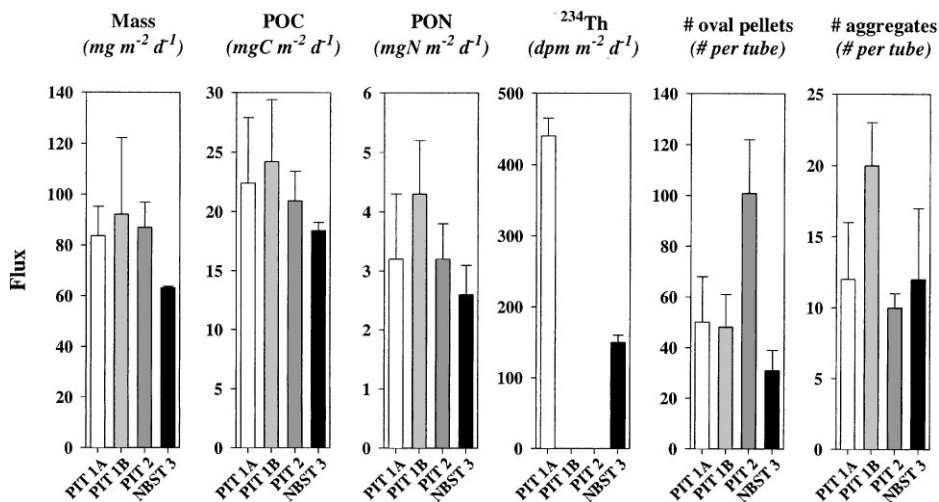 Mass
(mg m⁻² d⁻¹)
POC
(mgC m⁻² d⁻¹)
PON
(mgN m⁻² d⁻¹)
²³⁴Th
(dpm m⁻² d⁻¹)
# oval pellets
(# per tube)
# aggregates
(# per tube)
Flux
140
120
100
80
60
40
20
0
PIT 1A
PIT 1B
PIT 2
NBST 3
30
25
20
15
10
5
0
PIT 1A
PIT 1B
PIT 2
NBST 3
6
5
4
3
2
1
0
PIT 1A
PIT 1B
PIT 2
NBST 3
500
400
300
200
100
0
PIT 1A
PIT 1B
PIT 2
NBST 3
140
120
100
80
60
40
20
0
PIT 1A
PIT 1B
PIT 2
NBST 3
25
20
15
10
5
0
PIT 1A
PIT 1B
PIT 2
NBST 3